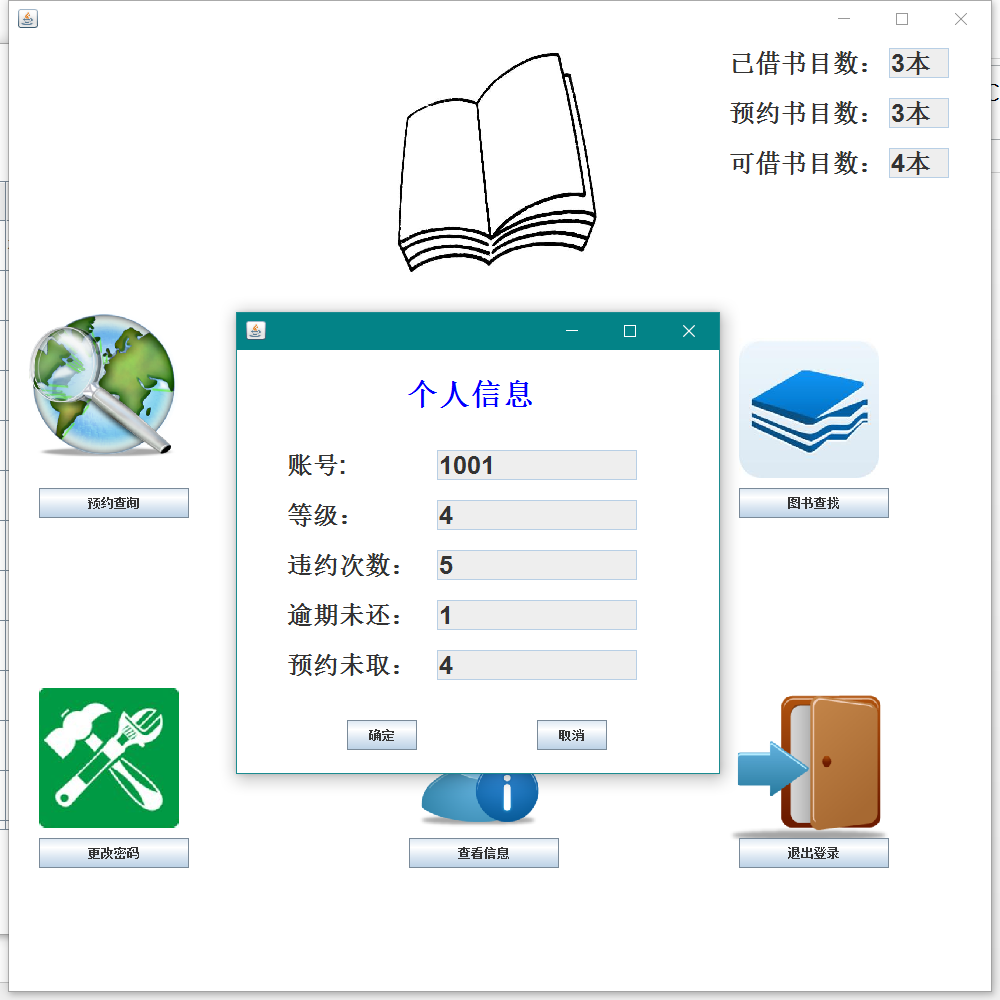 已借书目数： 3本
预约书目数： 3本
可借书目数： 4本
个人信息
账号: 1001
等级： 4
违约次数： 5
逾期未还： 1
预约未取： 4
确定 取消
预约查询 图书查找
更改密码 查看信息 退出登录
C